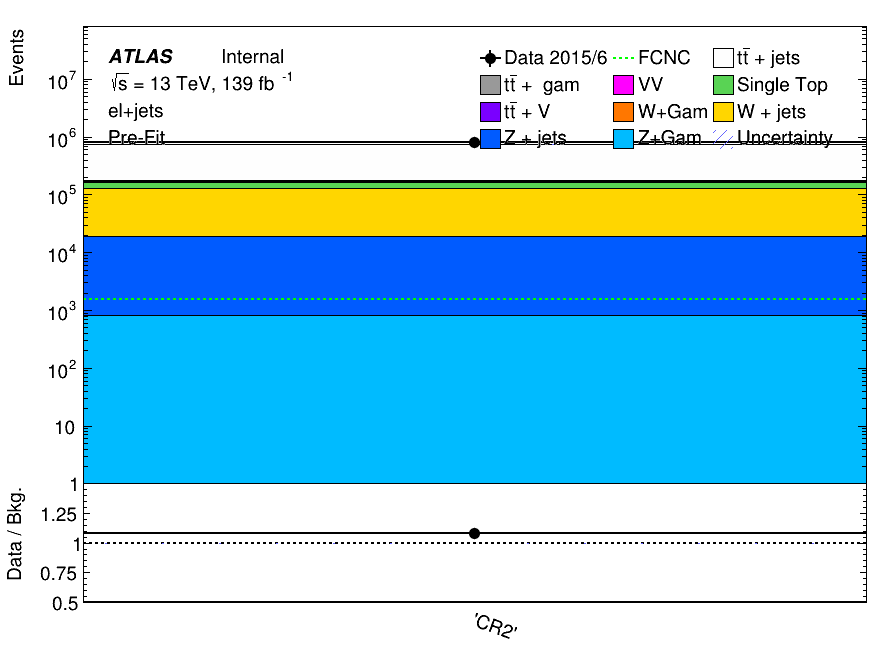 Events
ATLAS Internal
√s = 13 TeV, 139 fb⁻¹
el+jets
Pre-Fit
Data 2015/6
FCNC
tt̄ + jets
tt̄ + gam
VV
Single Top
tt̄ + V
W+Gam
W + jets
Z + jets
Z+Gam
Uncertainty
10⁷
10⁶
10⁵
10⁴
10³
10²
10
1
Data / Bkg.
1.25
1
0.75
0.5
'CR2'